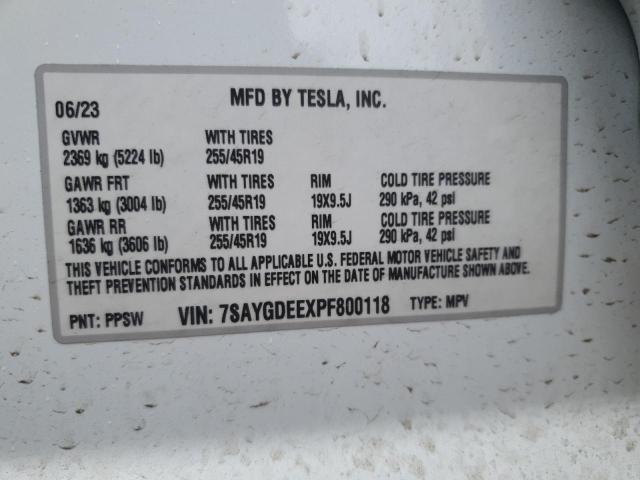 06/23 MFD BY TESLA, INC.
GVWR WITH TIRES
2369 kg (5224 lb) 255/45R19
GAWR FRT WITH TIRES RIM COLD TIRE PRESSURE
1363 kg (3004 lb) 255/45R19 19X9.5J 290 kPa, 42 psi
GAWR RR WITH TIRES RIM COLD TIRE PRESSURE
1636 kg (3606 lb) 255/45R19 19X9.5J 290 kPa, 42 psi
THIS VEHICLE CONFORMS TO ALL APPLICABLE U.S. FEDERAL MOTOR VEHICLE SAFETY AND
THEFT PREVENTION STANDARDS IN EFFECT ON THE DATE OF MANUFACTURE SHOWN ABOVE.
PNT: PPSW VIN: 7SAYGDEEXPF800118 TYPE: MPV